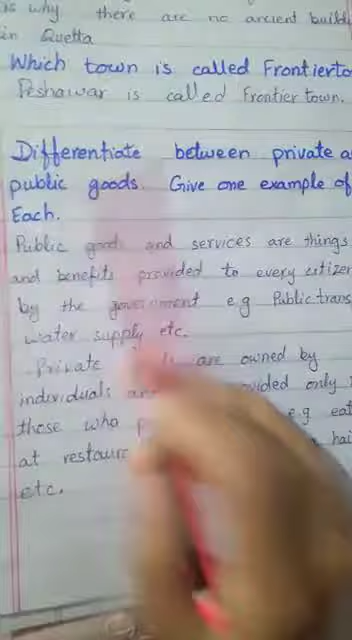 is why there are no ancient build
in Quetta
Which town is called Frontierto
Peshawar is called Frontier town.
Differentiate between private a
public goods. Give one example of
Each.
Public goods and services are things
and benefits provided to every citizen
by the government e.g Public trans
water supply etc.
Private are owned by
individuals provided only
those who
e.g eat
at restaur
hai
etc.